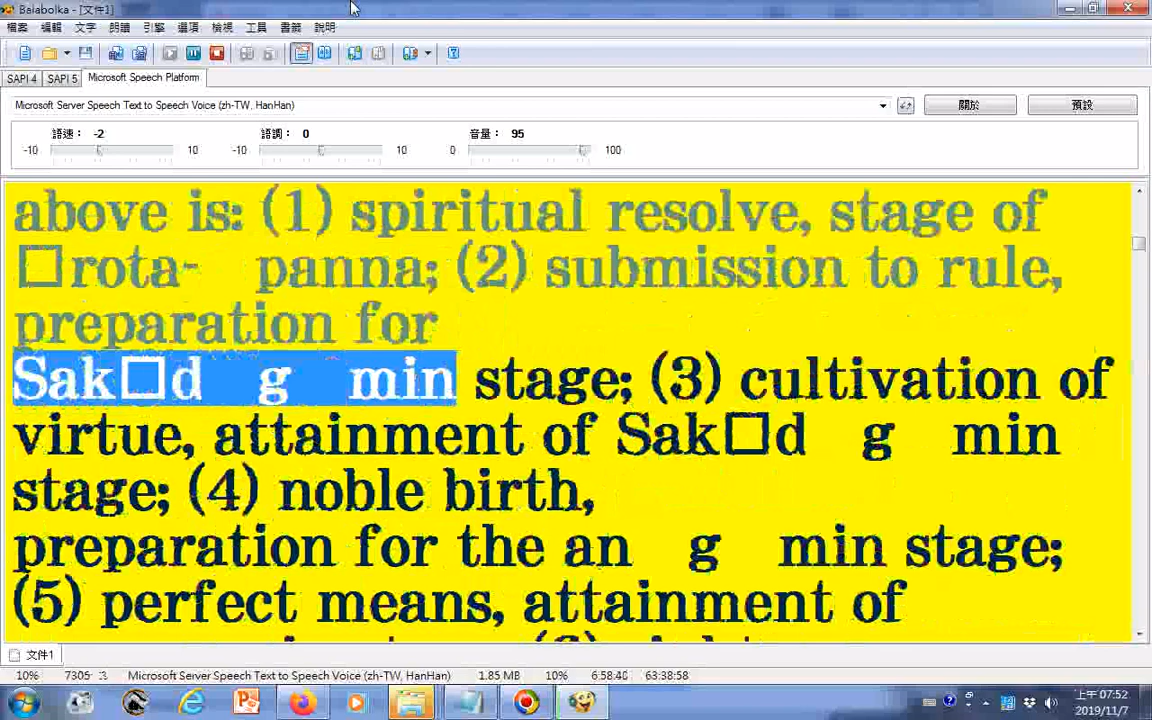 Balabolka - [文件1]
檔案 編輯 文字 朗讀 引擎 選項 檢視 工具 書籤 說明
SAPI 4 SAPI 5 Microsoft Speech Platform
Microsoft Server Speech Text to Speech Voice (zh-TW, HanHan) 關於 預設
語速： -2 語調： 0 音量： 95
-10 10 -10 10 0 100
above is: (1) spiritual resolve, stage of
□rota- panna; (2) submission to rule,
preparation for
Sak□d g min stage; (3) cultivation of
virtue, attainment of Sak□d g min
stage; (4) noble birth,
preparation for the an g min stage;
(5) perfect means, attainment of
文件1
10% Microsoft Server Speech Text to Speech Voice (zh-TW, HanHan) 1.85 MB 10% 63:38:58
上午 07:52
2019/11/7